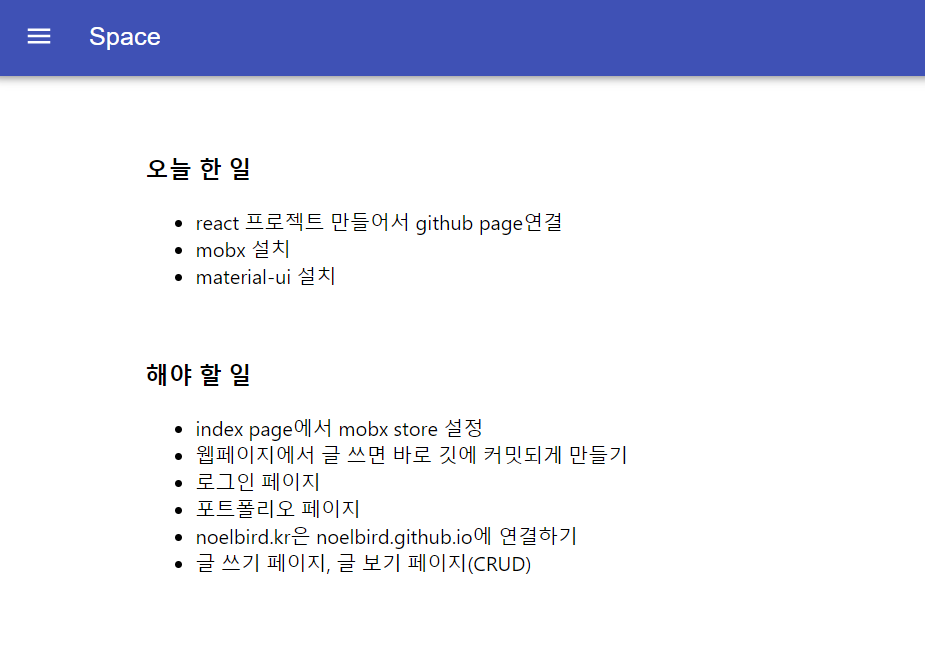 Space
오늘 한 일
react 프로젝트 만들어서 github page연결
mobx 설치
material-ui 설치
해야 할 일
index page에서 mobx store 설정
웹페이지에서 글 쓰면 바로 깃에 커밋되게 만들기
로그인 페이지
포트폴리오 페이지
noelbird.kr은 noelbird.github.io에 연결하기
글 쓰기 페이지, 글 보기 페이지(CRUD)